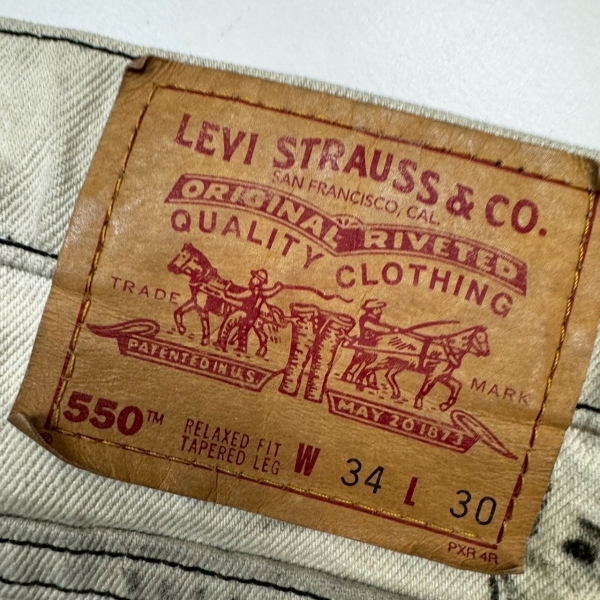 LEVI STRAUSS & CO.
SAN FRANCISCO, CAL.
ORIGINAL RIVETED
QUALITY CLOTHING
TRADE MARK
PATENTED IN U.S. MAY 20 1873
550™ RELAXED FIT
TAPERED LEG W 34 L 30
PXR 4R